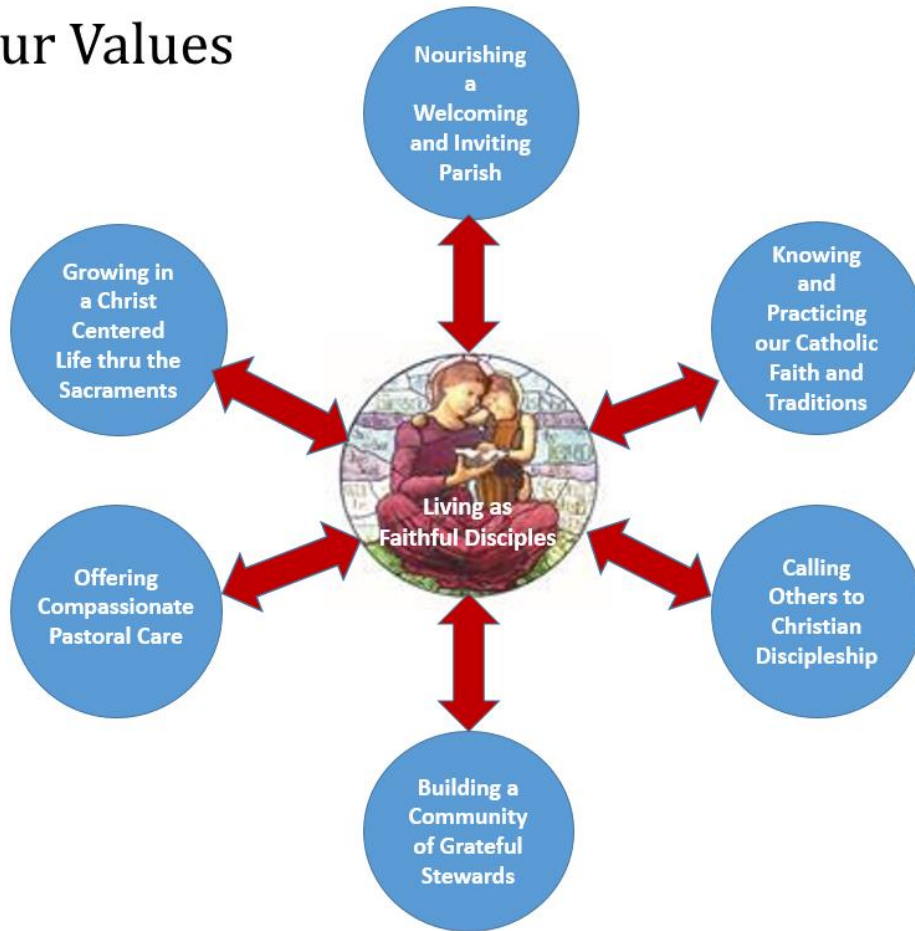 ur Values
Nourishing
a
Welcoming
and Inviting
Parish
Knowing
and
Practicing
our Catholic
Faith and
Traditions
Calling
Others to
Christian
Discipleship
Building a
Community
of Grateful
Stewards
Offering
Compassionate
Pastoral Care
Growing in
a Christ
Centered
Life thru the
Sacraments
Living as
Faithful Disciples